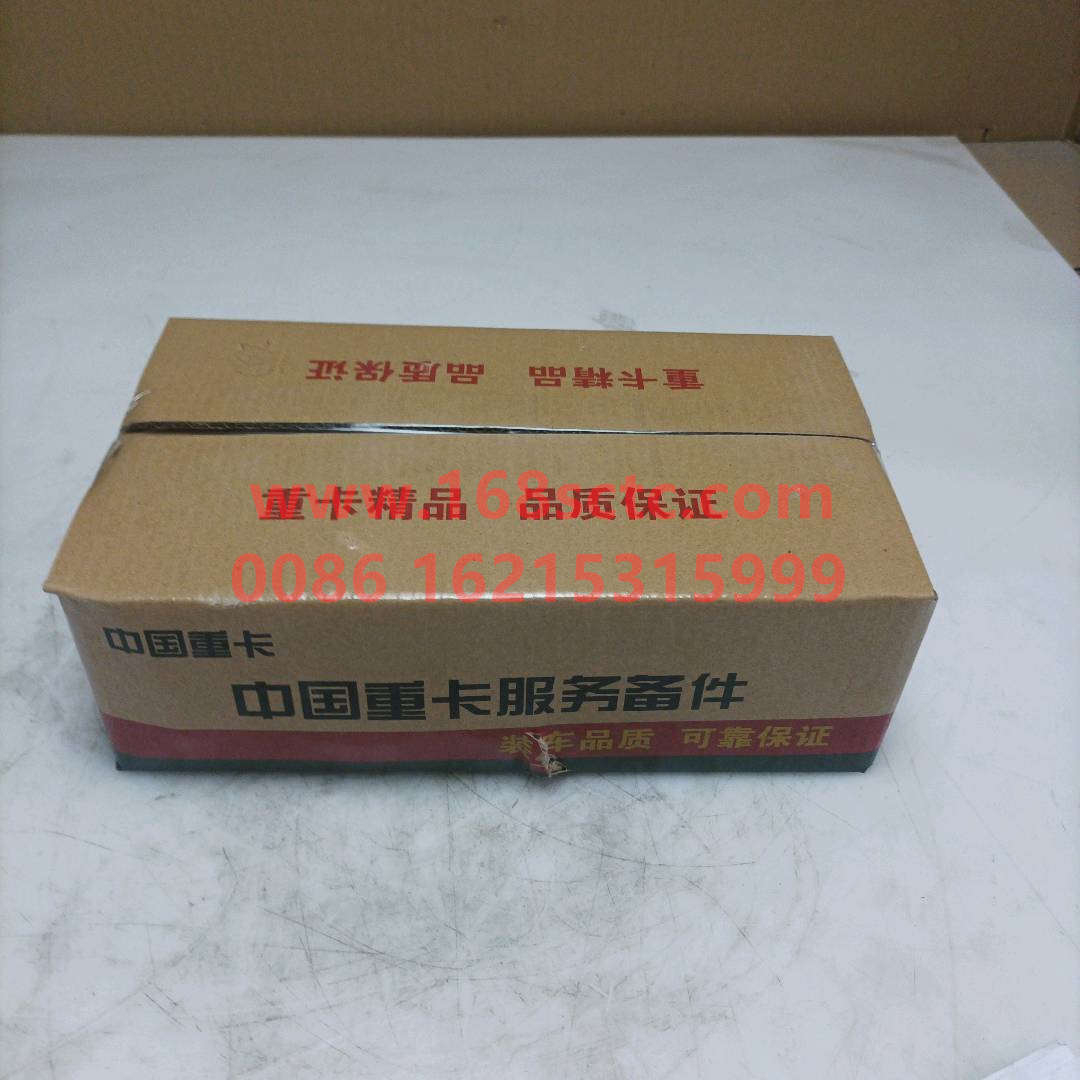 重卡精品 品质保证
www.168sctc.com
重卡精品 品质保证
0086 16215315999
中国重卡
中国重卡服务备件
装车品质 可靠保证